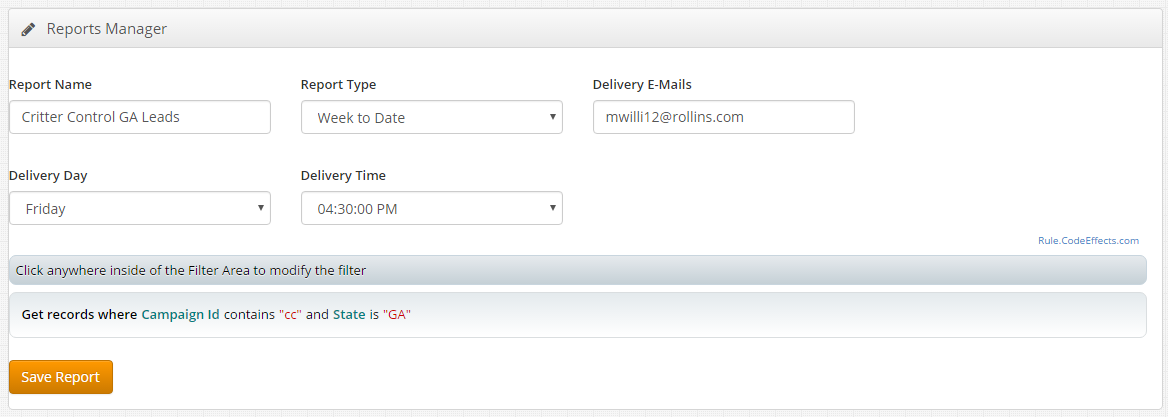 Reports Manager
Report Name Report Type Delivery E-Mails
Critter Control GA Leads Week to Date mwilli12@rollins.com
Delivery Day Delivery Time
Friday 04:30:00 PM
Rule.CodeEffects.com
Click anywhere inside of the Filter Area to modify the filter
Get records where Campaign Id contains "cc" and State is "GA"
Save Report